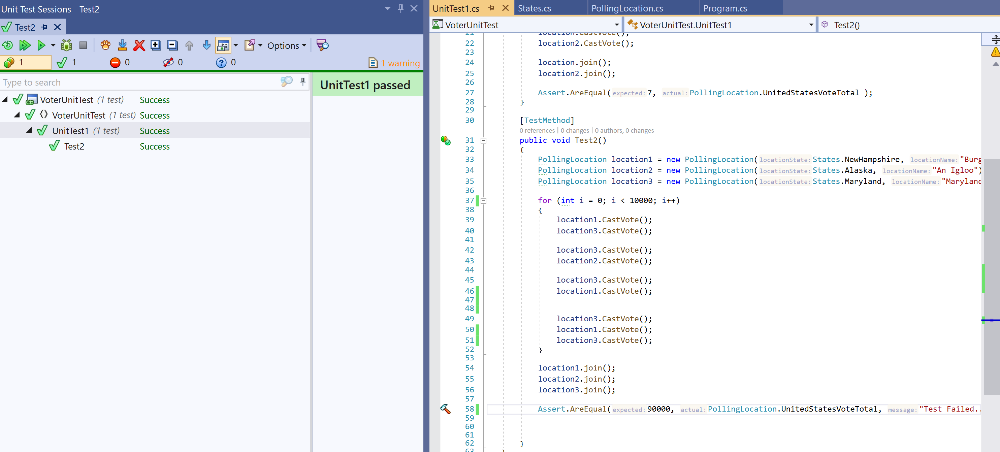 Unit Test Sessions - Test2
Test2
Options
1
1
0
0
0
1 warning
Type to search
UnitTest1 passed
VoterUnitTest (1 test) Success
VoterUnitTest (1 test) Success
UnitTest1 (1 test) Success
Test2 Success
UnitTest1.cs States.cs PollingLocation.cs Program.cs
VoterUnitTest VoterUnitTest.UnitTest1 Test2()
21 location.CastVote();
22 location2.CastVote();
23
24 location.join();
25 location2.join();
26
27 Assert.AreEqual( expected: 7, actual: PollingLocation.UnitedStatesVoteTotal );
28 }
29
30 [TestMethod]
0 references | 0 changes | 0 authors, 0 changes
31 public void Test2()
32 {
33 PollingLocation location1 = new PollingLocation( locationState: States.NewHampshire, locationName: "Burg
34 PollingLocation location2 = new PollingLocation( locationState: States.Alaska, locationName: "An Igloo")
35 PollingLocation location3 = new PollingLocation( locationState: States.Maryland, locationName: "Maryland
36
37 for (int i = 0; i < 10000; i++)
38 {
39 location1.CastVote();
40 location3.CastVote();
41
42 location3.CastVote();
43 location2.CastVote();
44
45 location3.CastVote();
46 location1.CastVote();
47
48
49 location3.CastVote();
50 location1.CastVote();
51 location3.CastVote();
52 }
53
54 location1.join();
55 location2.join();
56 location3.join();
57
58 Assert.AreEqual( expected: 90000, actual: PollingLocation.UnitedStatesVoteTotal, message: "Test Failed..
59
60
61
62 }
63